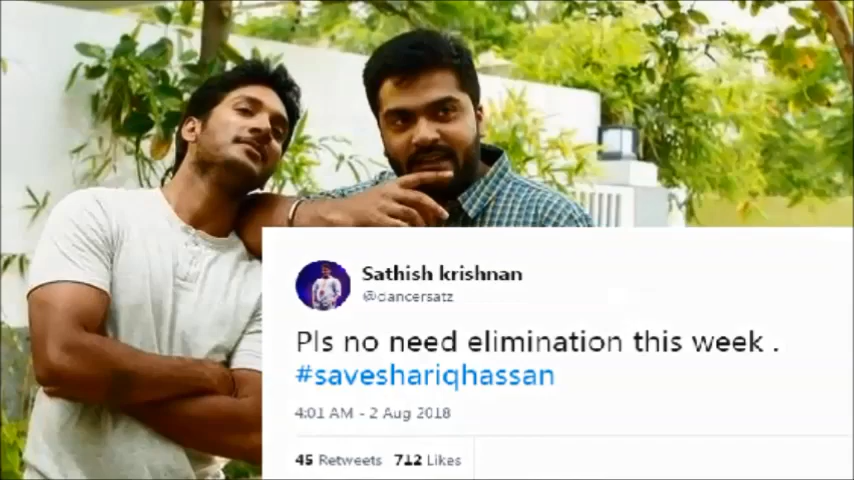 Sathish krishnan
@dancersatz
Pls no need elimination this week .
#saveshariqhassan
4:01 AM - 2 Aug 2018
45 Retweets 712 Likes